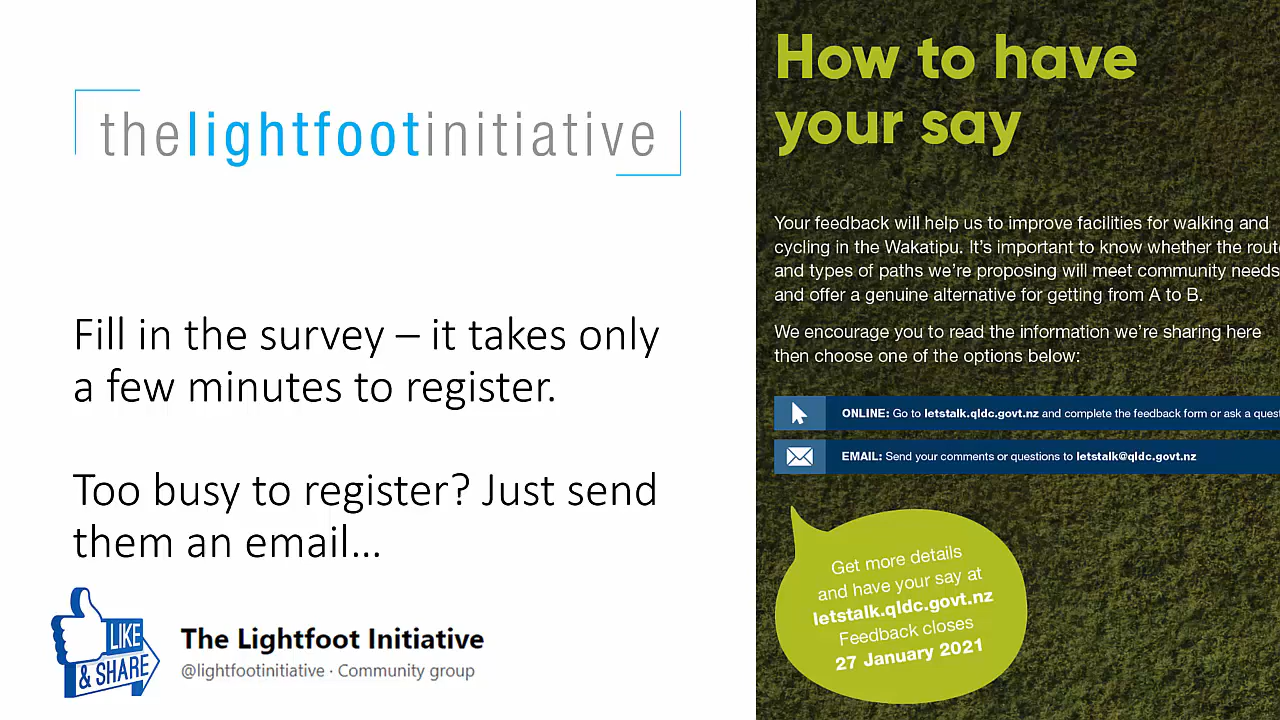 thelightfootinitiative
Fill in the survey – it takes only
a few minutes to register.
Too busy to register? Just send
them an email...
LIKE
& SHARE
The Lightfoot Initiative
@lightfootinitiative · Community group
How to have
your say
Your feedback will help us to improve facilities for walking and
cycling in the Wakatipu. It's important to know whether the
and types of paths we're proposing will meet community needs
and offer a genuine alternative for getting from A to B.
We encourage you to read the information we're sharing here
then choose one of the options below:
ONLINE: Go to letstalk.qldc.govt.nz and complete the feedback form or ask a
EMAIL: Send your comments or questions to letstalk@qldc.govt.nz
Get more details
and have your say at
letstalk.qldc.govt.nz
Feedback closes
27 January 2021